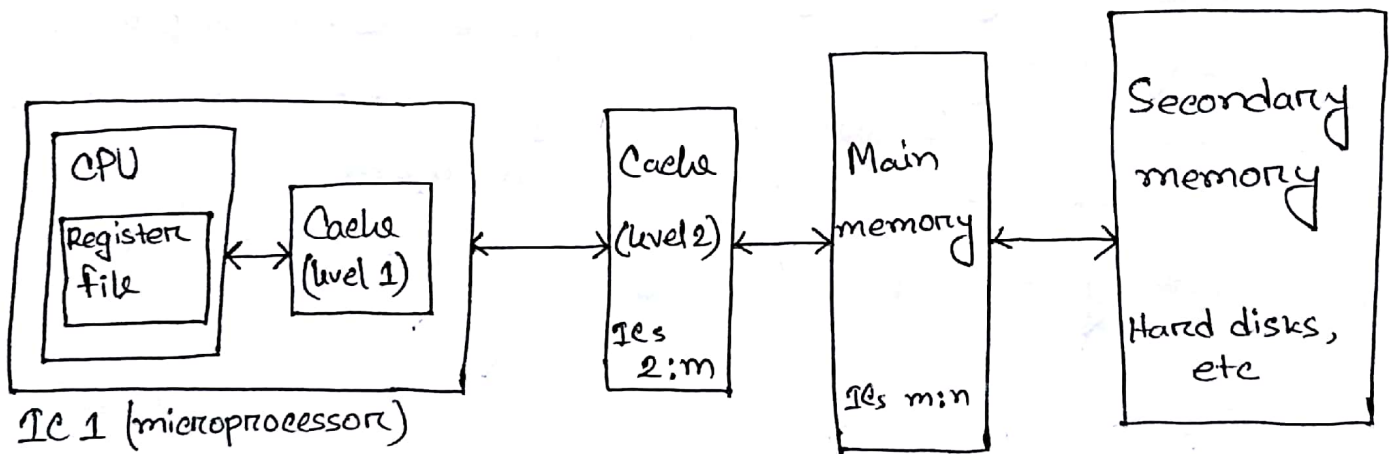 CPU
Register
file
Cache
(level 1)
IC 1 (microprocessor)
Cache
(level 2)
ICs
2:m
Main
memory
ICs m:n
Secondary
memory
Hard disks,
etc